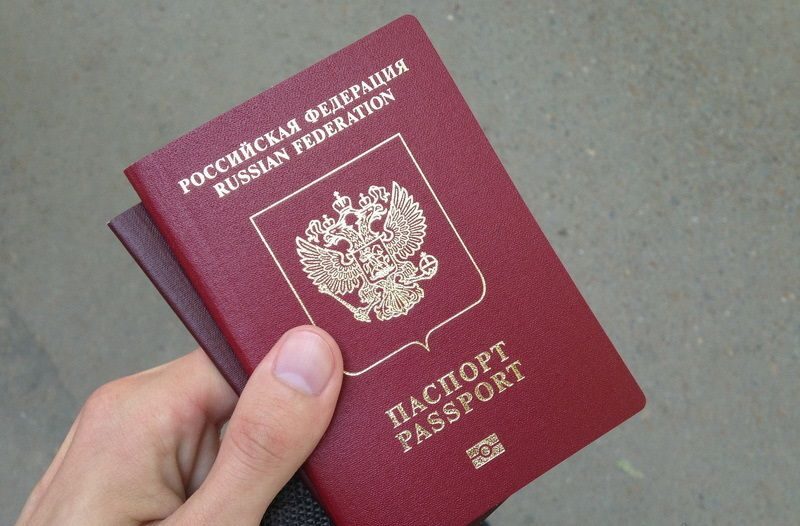 РОССИЙСКАЯ ФЕДЕРАЦИЯ
RUSSIAN FEDERATION
ПАСПОРТ
PASSPORT